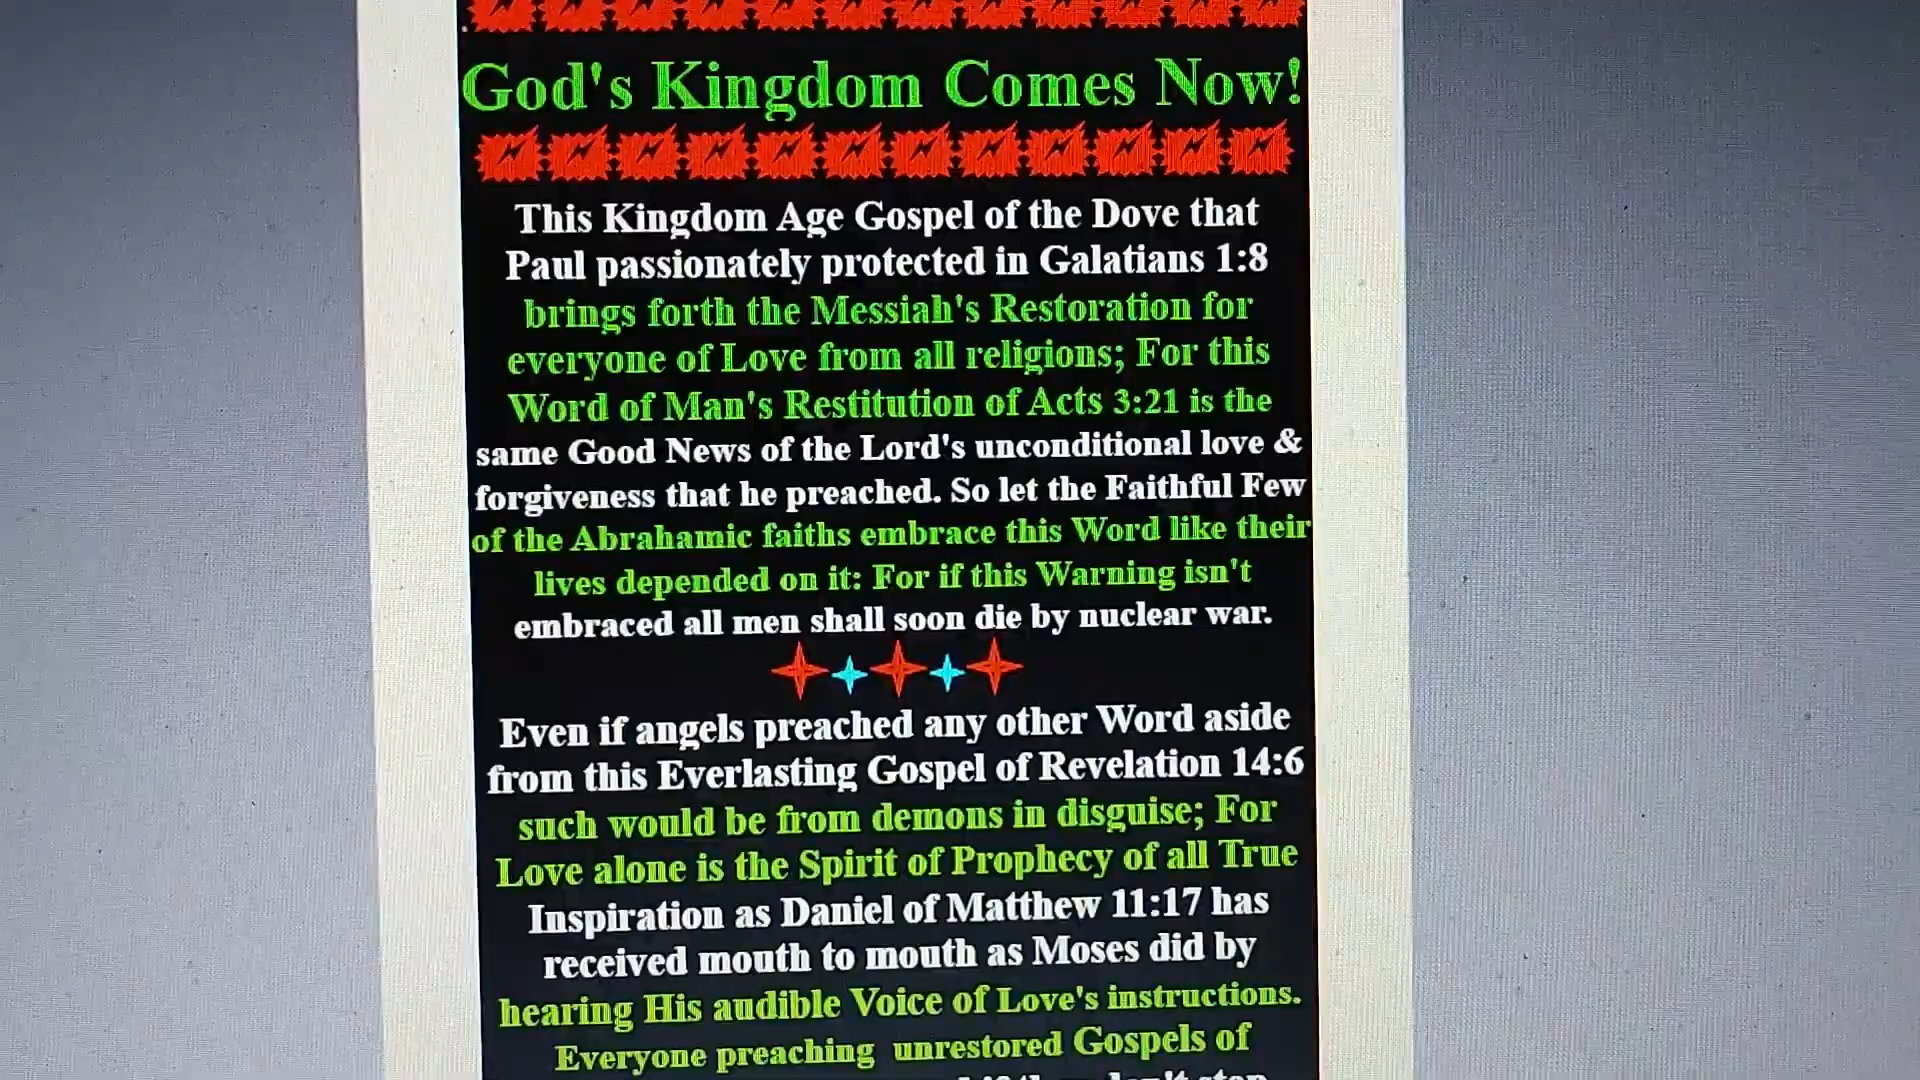 God's Kingdom Comes Now!
This Kingdom Age Gospel of the Dove that
Paul passionately protected in Galatians 1:8
brings forth the Messiah's Restoration for
everyone of Love from all religions; For this
Word of Man's Restitution of Acts 3:21 is the
same Good News of the Lord's unconditional love &
forgiveness that he preached. So let the Faithful Few
of the Abrahamic faiths embrace this Word like their
lives depended on it: For if this Warning isn't
embraced all men shall soon die by nuclear war.
Even if angels preached any other Word aside
from this Everlasting Gospel of Revelation 14:6
such would be from demons in disguise; For
Love alone is the Spirit of Prophecy of all True
Inspiration as Daniel of Matthew 11:17 has
received mouth to mouth as Moses did by
hearing His audible Voice of Love's instructions.
Everyone preaching unrestored Gospels of